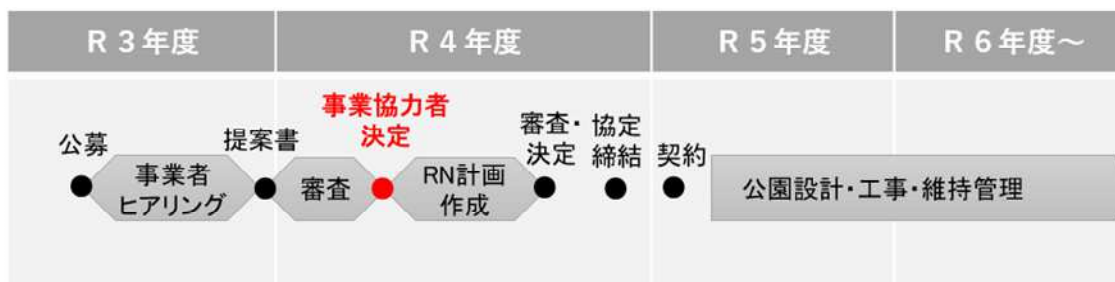 R3年度
R4年度
R5年度
R6年度～
公募
事業者
ヒアリング
提案書
審査
事業協力者
決定
RN計画
作成
審査・
決定
協定
締結
契約
公園設計・工事・維持管理